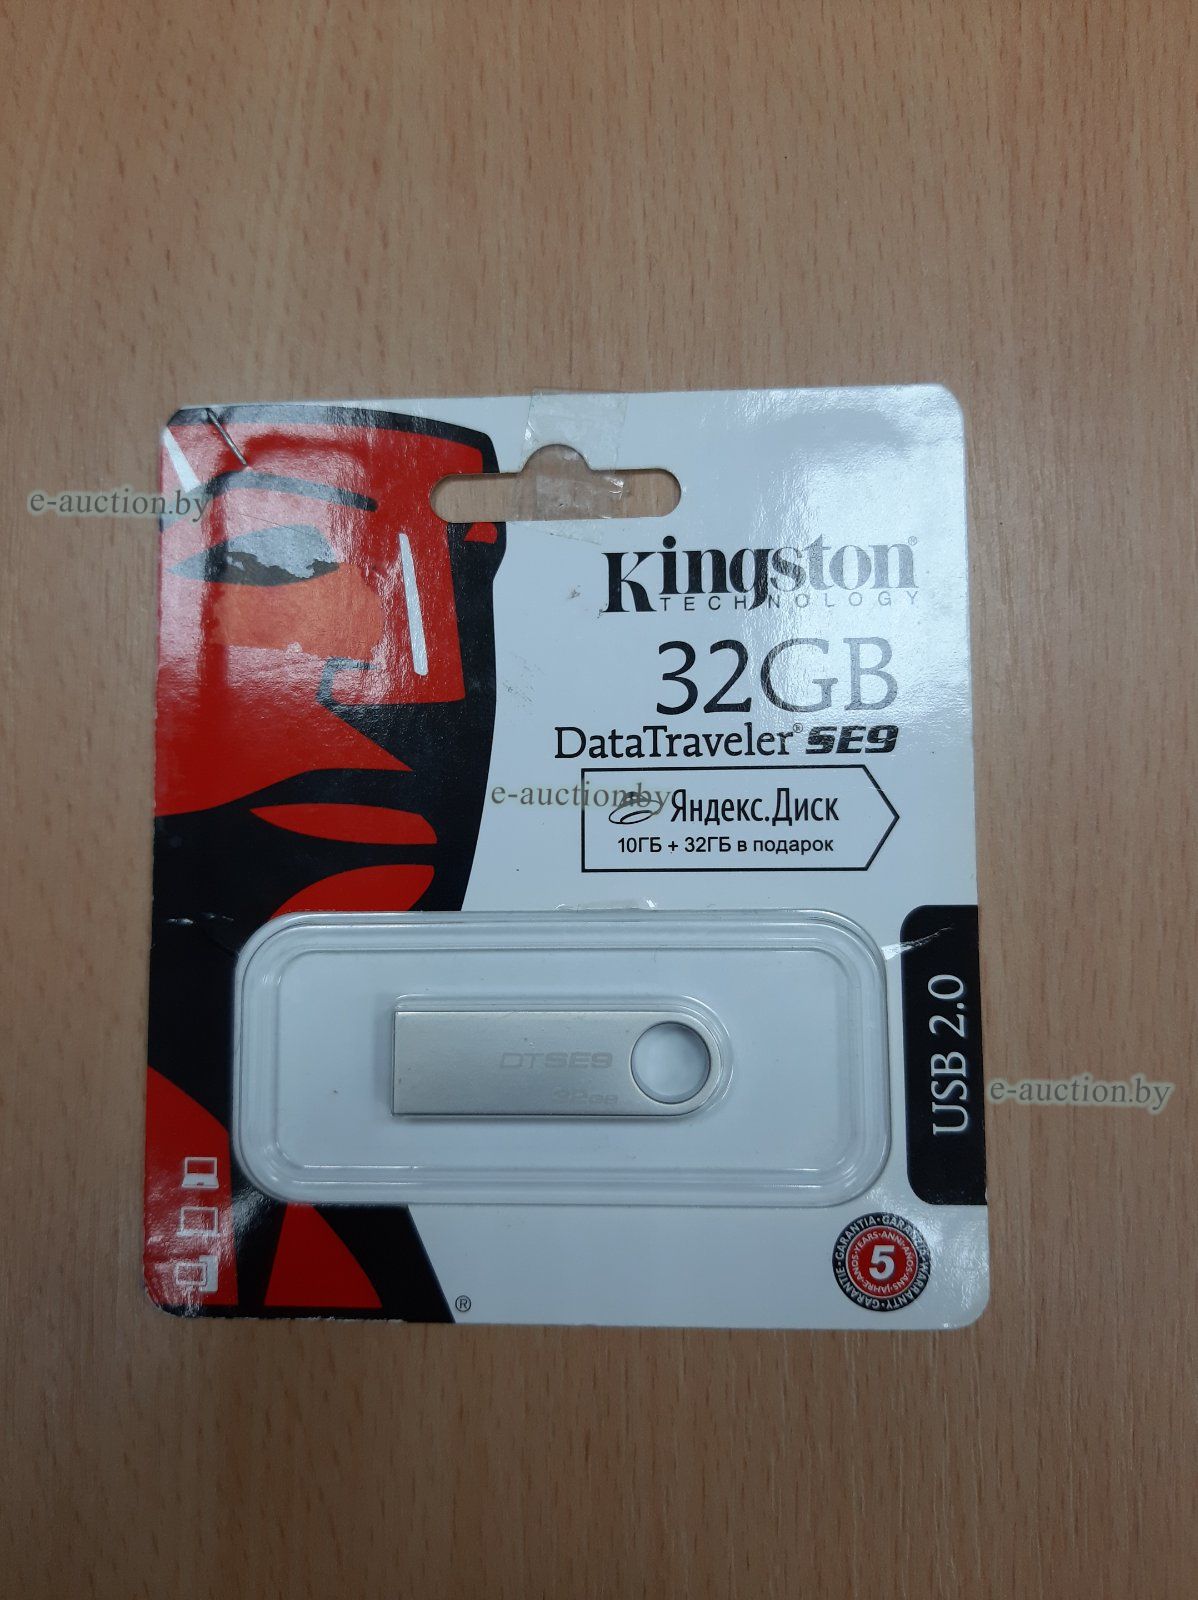 Kingston®
TECHNOLOGY
32GB
DataTraveler® SE9
Яндекс.Диск
10ГБ + 32ГБ в подарок
DTSE9
32GB
USB 2.0
5
®
e-auction.by
e-auction.by
e-auction.by